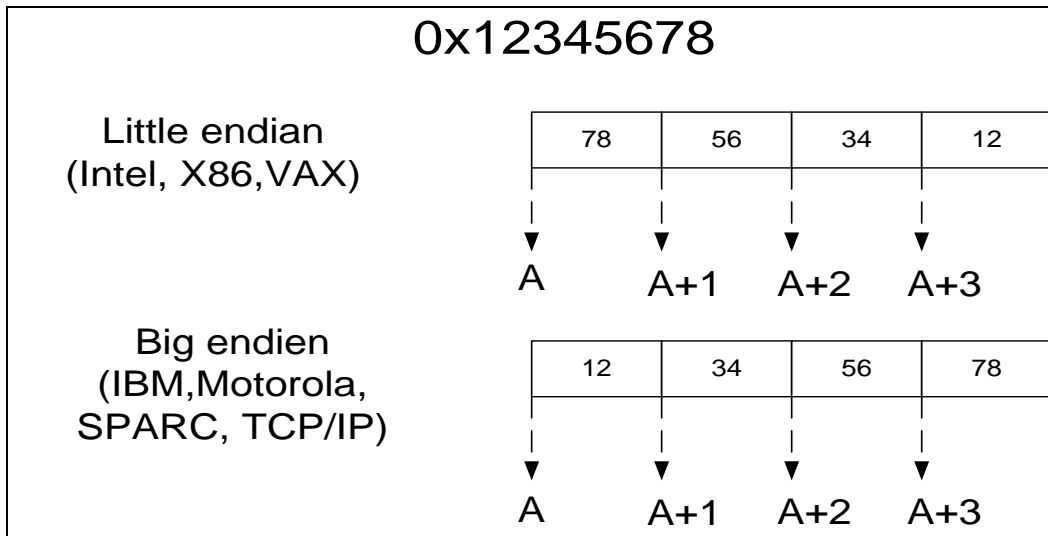 0x12345678
Little endian
(Intel, X86,VAX)
78 56 34 12
A A+1 A+2 A+3
Big endien
(IBM,Motorola,
SPARC, TCP/IP)
12 34 56 78
A A+1 A+2 A+3